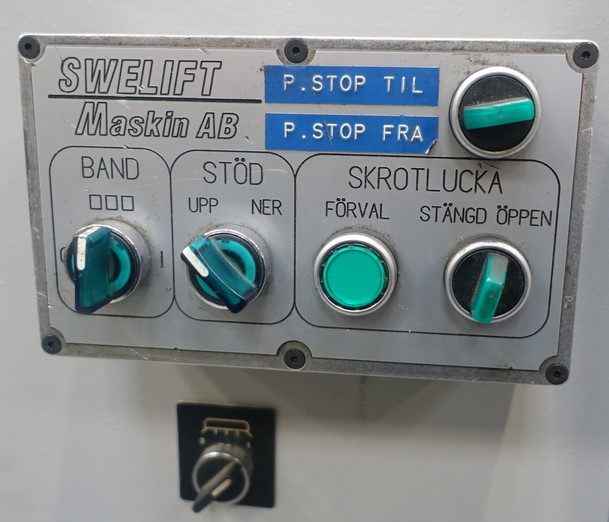 SWELIFT
Maskin AB
P.STOP TIL
P.STOP FRA
BAND
STÖD
UPP NER
SKROTLUCKA
FÖRVAL
STÄNGD ÖPPEN
I